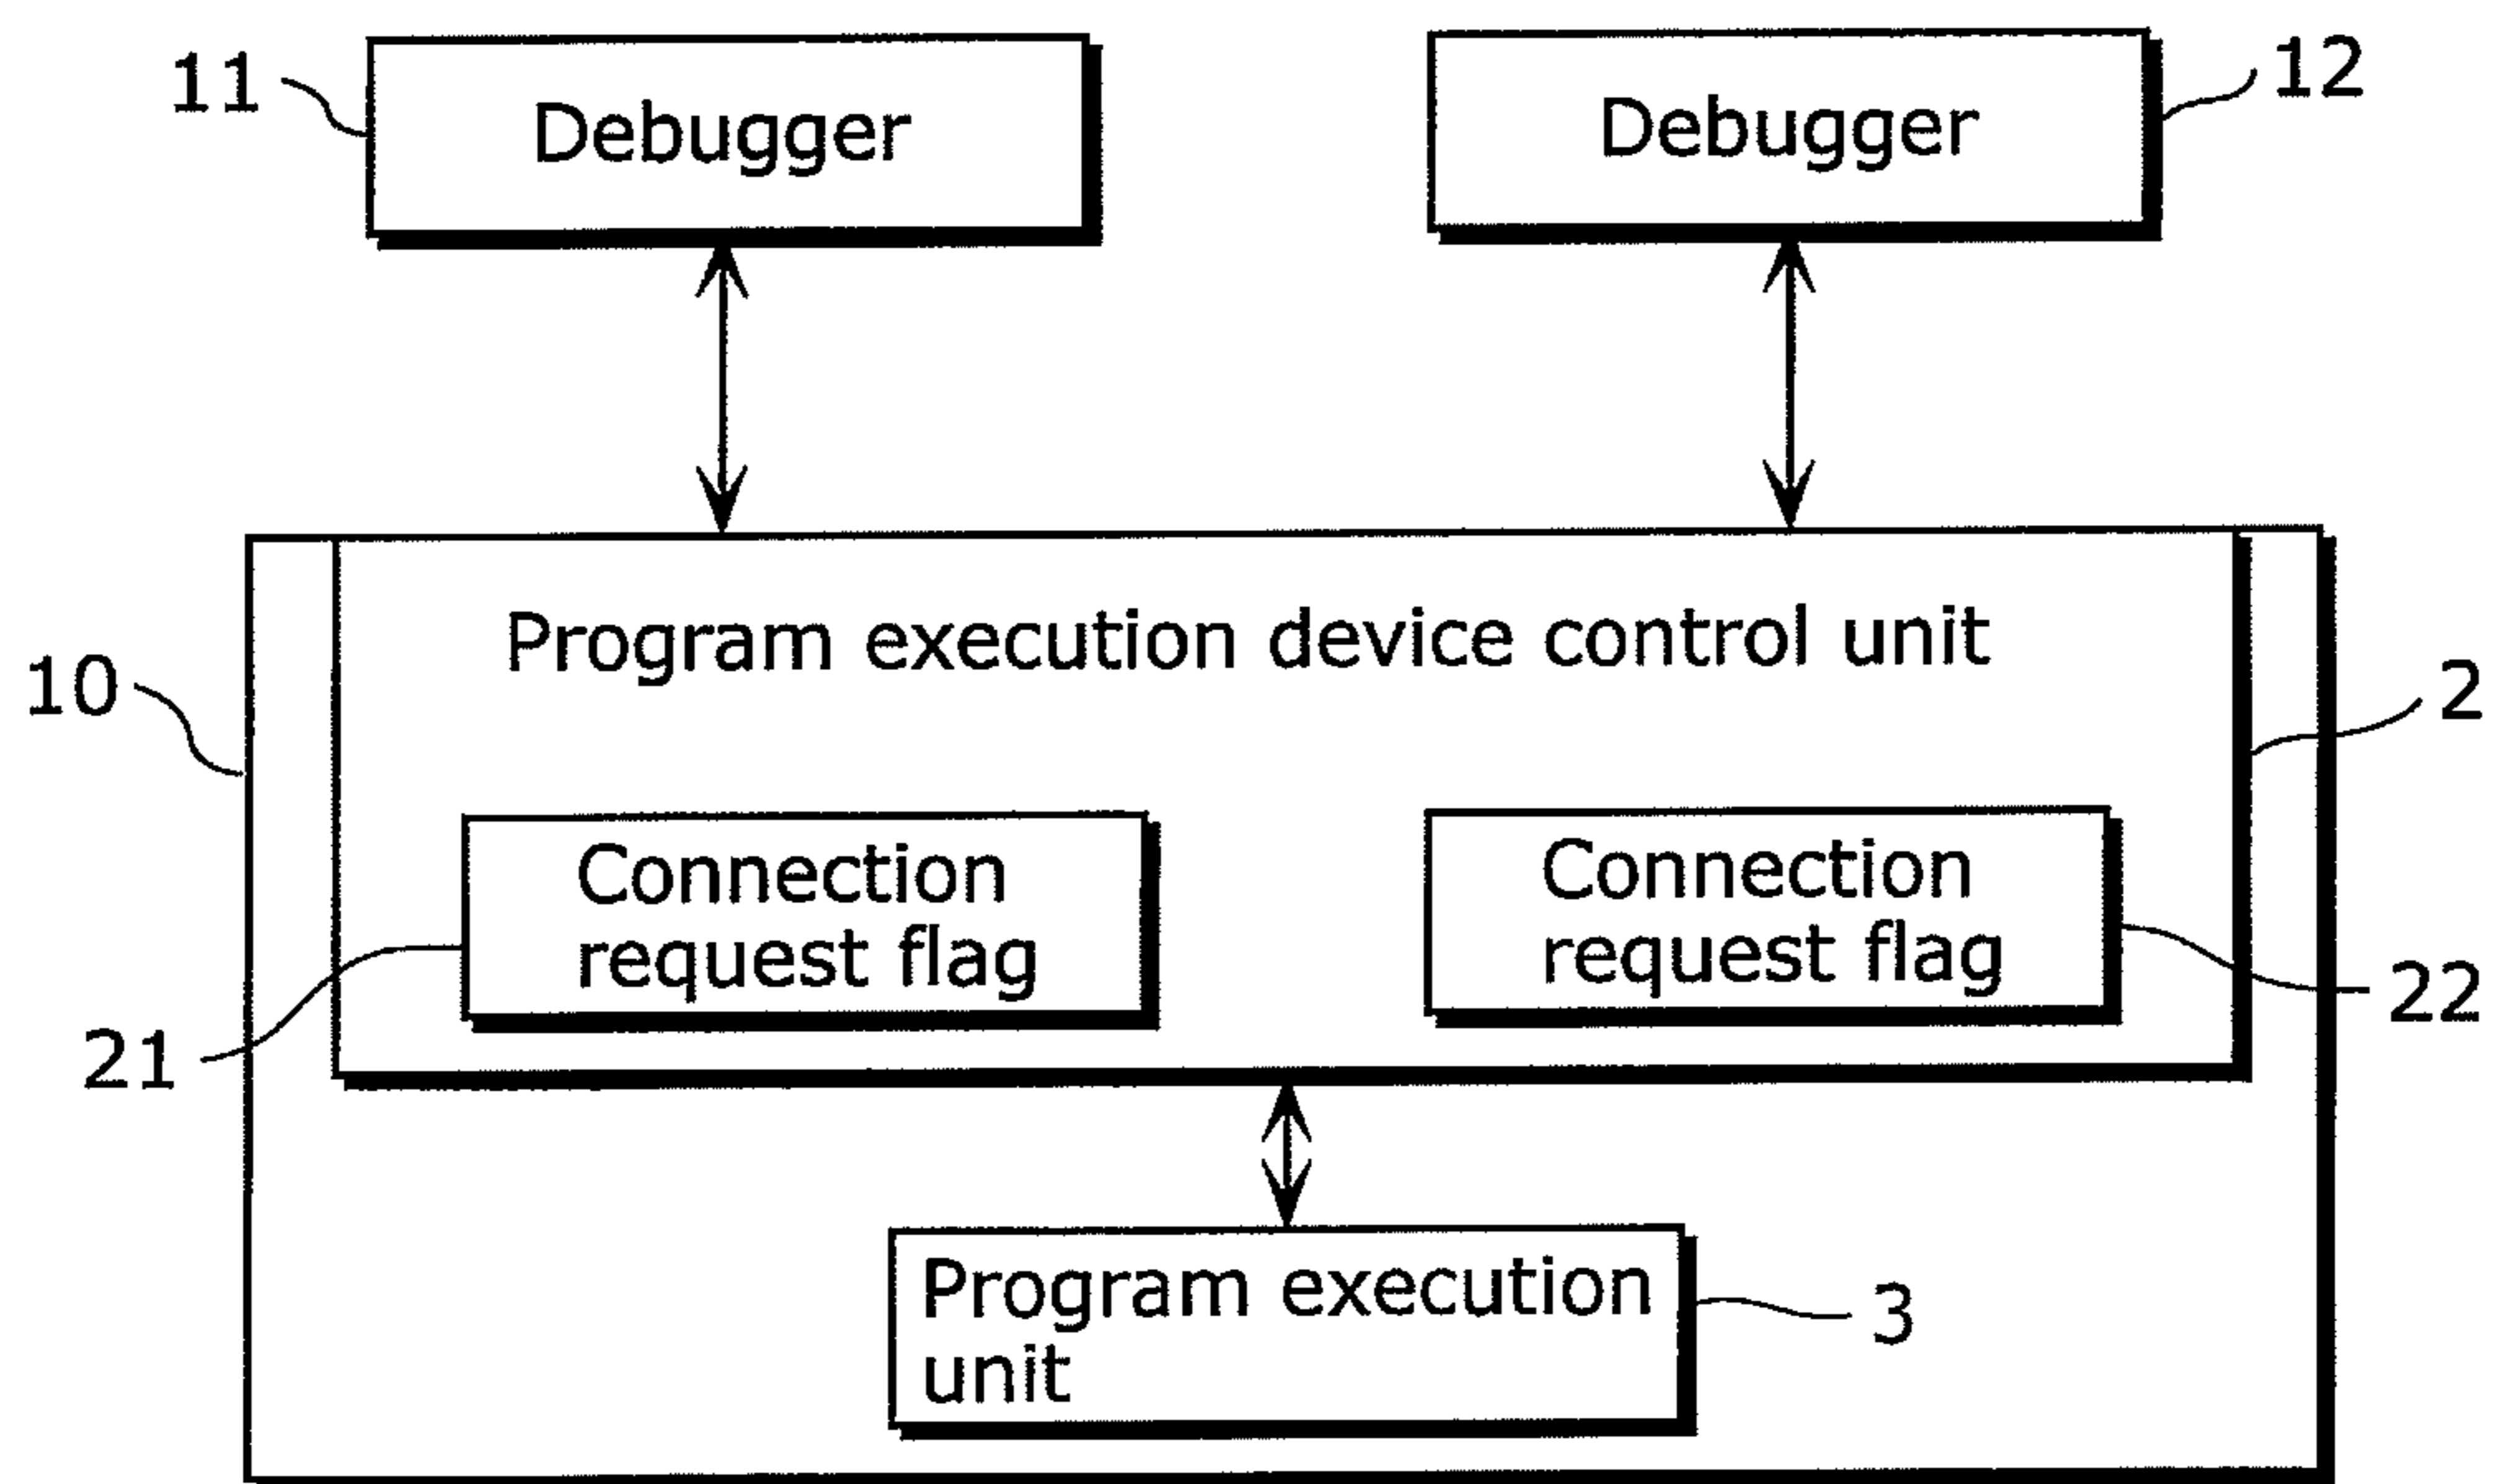 11
Debugger
Debugger
12
Program execution device control unit
10
2
Connection
request flag
Connection
request flag
21
22
Program execution
unit
3